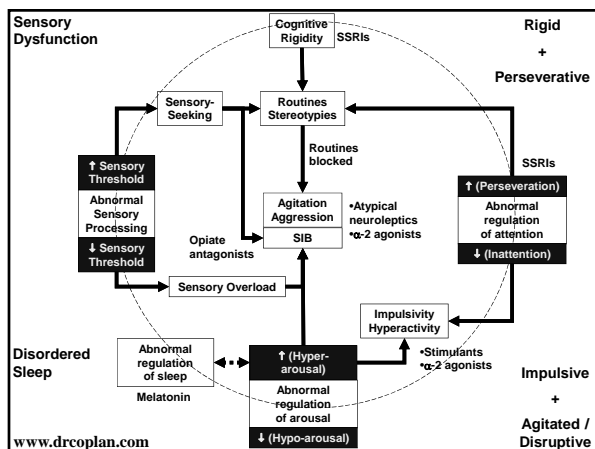 Sensory
Dysfunction
Cognitive
Rigidity
SSRIs
Rigid
+
Perseverative
Sensory-
Seeking
Routines
Stereotypies
Routines
blocked
SSRIs
↑ Sensory
Threshold
Abnormal
Sensory
Processing
↓ Sensory
Threshold
↑ (Perseveration)
Abnormal
regulation
of attention
↓ (Inattention)
Agitation
Aggression
SIB
•Atypical
neuroleptics
•α-2 agonists
Opiate
antagonists
Sensory Overload
Impulsivity
Hyperactivity
•Stimulants
•α-2 agonists
Disordered
Sleep
Abnormal
regulation
of sleep
Melatonin
↑ (Hyper-
arousal)
Abnormal
regulation
of arousal
↓ (Hypo-arousal)
Impulsive
+
Agitated /
Disruptive
www.drcoplan.com